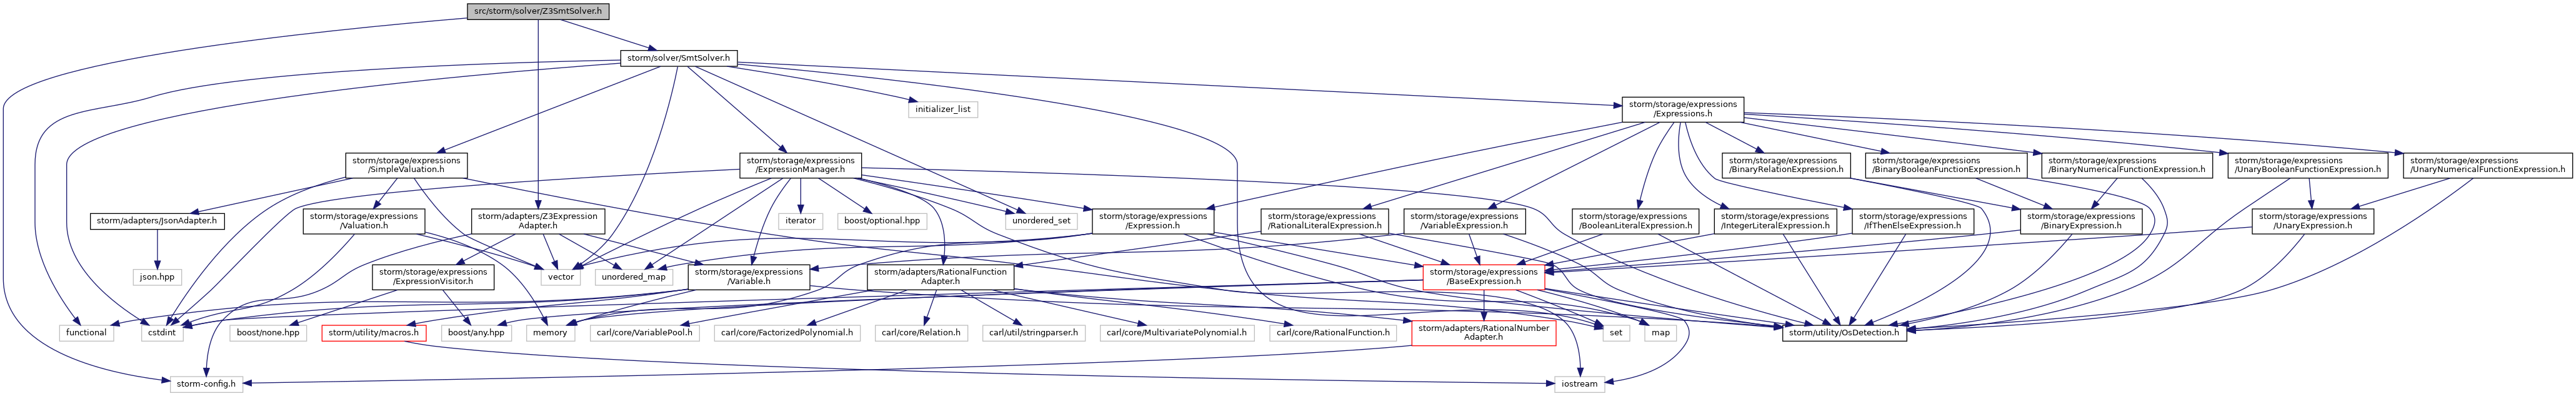 src/storm/solver/Z3SmtSolver.h
storm/solver/SmtSolver.h
initializer_list
storm/storage/expressions
/Expressions.h
storm/storage/expressions
/SimpleValuation.h
storm/storage/expressions
/ExpressionManager.h
storm/storage/expressions
/BinaryRelationExpression.h
storm/storage/expressions
/BinaryBooleanFunctionExpression.h
storm/storage/expressions
/BinaryNumericalFunctionExpression.h
storm/storage/expressions
/UnaryBooleanFunctionExpression.h
storm/storage/expressions
/UnaryNumericalFunctionExpression.h
storm/adapters/JsonAdapter.h
storm/storage/expressions
/Valuation.h
storm/adapters/Z3Expression
Adapter.h
iterator
boost/optional.hpp
unordered_set
storm/storage/expressions
/Expression.h
storm/storage/expressions
/RationalLiteralExpression.h
storm/storage/expressions
/VariableExpression.h
storm/storage/expressions
/BooleanLiteralExpression.h
storm/storage/expressions
/IntegerLiteralExpression.h
storm/storage/expressions
/IfThenElseExpression.h
storm/storage/expressions
/BinaryExpression.h
storm/storage/expressions
/UnaryExpression.h
json.hpp
storm/storage/expressions
/ExpressionVisitor.h
vector
unordered_map
storm/storage/expressions
/Variable.h
storm/adapters/RationalFunction
Adapter.h
storm/storage/expressions
/BaseExpression.h
functional
cstdint
boost/none.hpp
storm/utility/macros.h
boost/any.hpp
memory
carl/core/VariablePool.h
carl/core/FactorizedPolynomial.h
carl/core/Relation.h
carl/util/stringparser.h
carl/core/MultivariatePolynomial.h
carl/core/RationalFunction.h
storm/adapters/RationalNumber
Adapter.h
set
map
storm/utility/OsDetection.h
storm-config.h
iostream